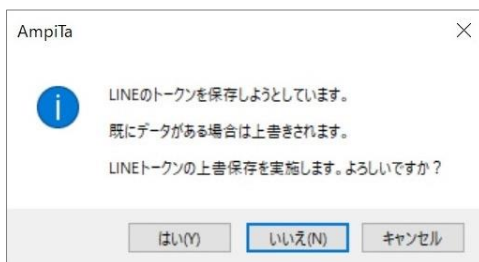 AmpiTa
LINEのトークンを保存しようとしています。
既にデータがある場合は上書きされます。
LINEトークンの上書保存を実施します。よろしいですか？
はい(Y)
いいえ(N)
キャンセル